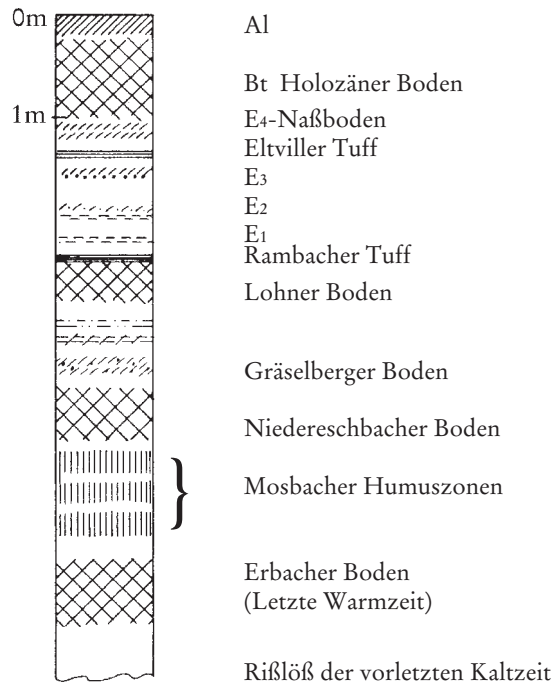 0m
Al
Bt Holozäner Boden
1m
E4-Naßboden
Eltviller Tuff
E3
E2
E1
Rambacher Tuff
Lohner Boden
Gräselberger Boden
Niedereschbacher Boden
} Mosbacher Humuszonen
Erbacher Boden
(Letzte Warmzeit)
Rißlöß der vorletzten Kaltzeit